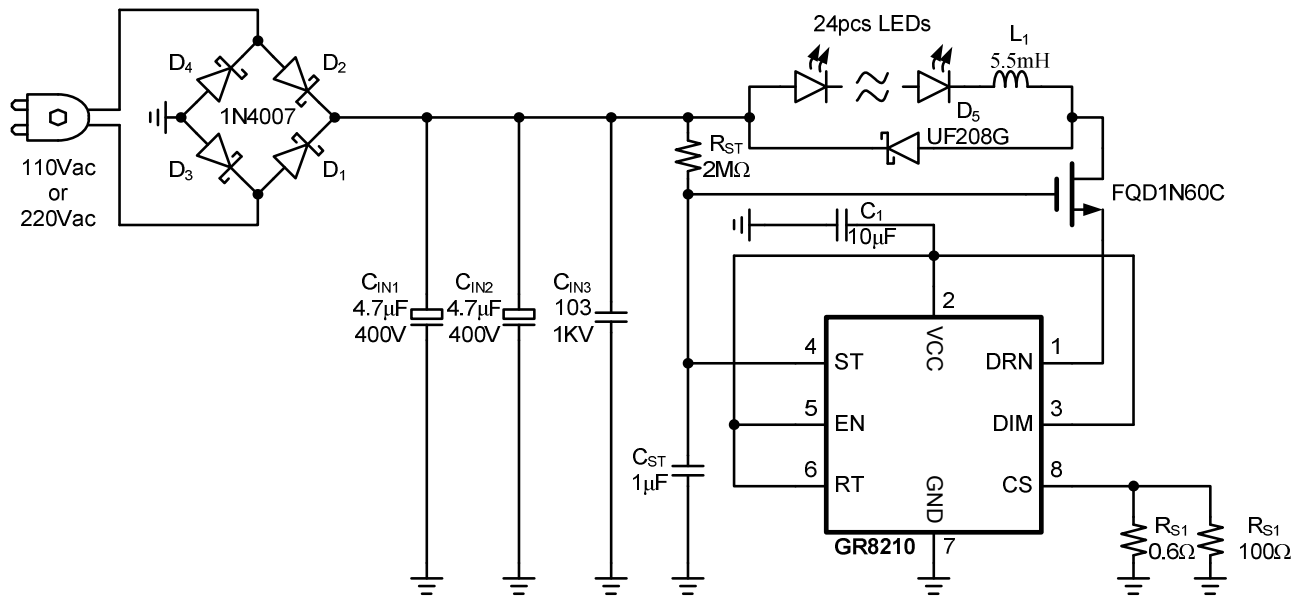 24pcs LEDs
L1
5.5mH
D4
D2
1N4007
D3
D1
110Vac
or
220Vac
D5
UF208G
RST
2MΩ
FQD1N60C
C1
10μF
CIN1
4.7μF
400V
CIN2
4.7μF
400V
CIN3
103
1KV
2
VCC
4
ST
DRN
1
5
EN
DIM
3
6
RT
CS
8
CST
1μF
GND
GR8210
7
RS1
0.6Ω
RS1
100Ω